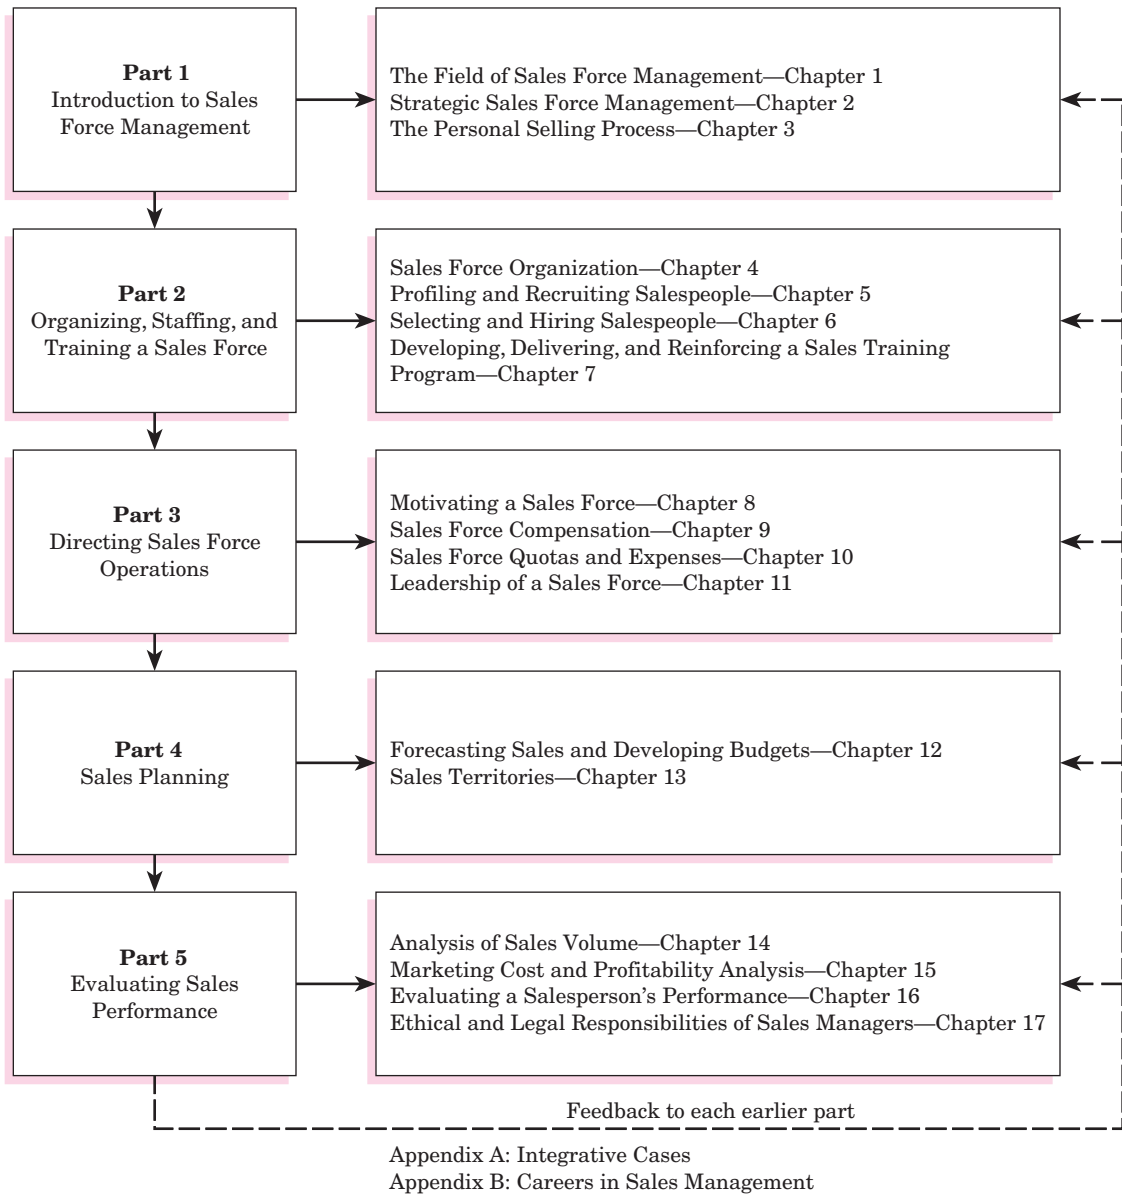 Part 1
Introduction to Sales
Force Management
The Field of Sales Force Management—Chapter 1
Strategic Sales Force Management—Chapter 2
The Personal Selling Process—Chapter 3
Part 2
Organizing, Staffing, and
Training a Sales Force
Sales Force Organization—Chapter 4
Profiling and Recruiting Salespeople—Chapter 5
Selecting and Hiring Salespeople—Chapter 6
Developing, Delivering, and Reinforcing a Sales Training
Program—Chapter 7
Part 3
Directing Sales Force
Operations
Motivating a Sales Force—Chapter 8
Sales Force Compensation—Chapter 9
Sales Force Quotas and Expenses—Chapter 10
Leadership of a Sales Force—Chapter 11
Part 4
Sales Planning
Forecasting Sales and Developing Budgets—Chapter 12
Sales Territories—Chapter 13
Part 5
Evaluating Sales
Performance
Analysis of Sales Volume—Chapter 14
Marketing Cost and Profitability Analysis—Chapter 15
Evaluating a Salesperson’s Performance—Chapter 16
Ethical and Legal Responsibilities of Sales Managers—Chapter 17
Feedback to each earlier part
Appendix A: Integrative Cases
Appendix B: Careers in Sales Management